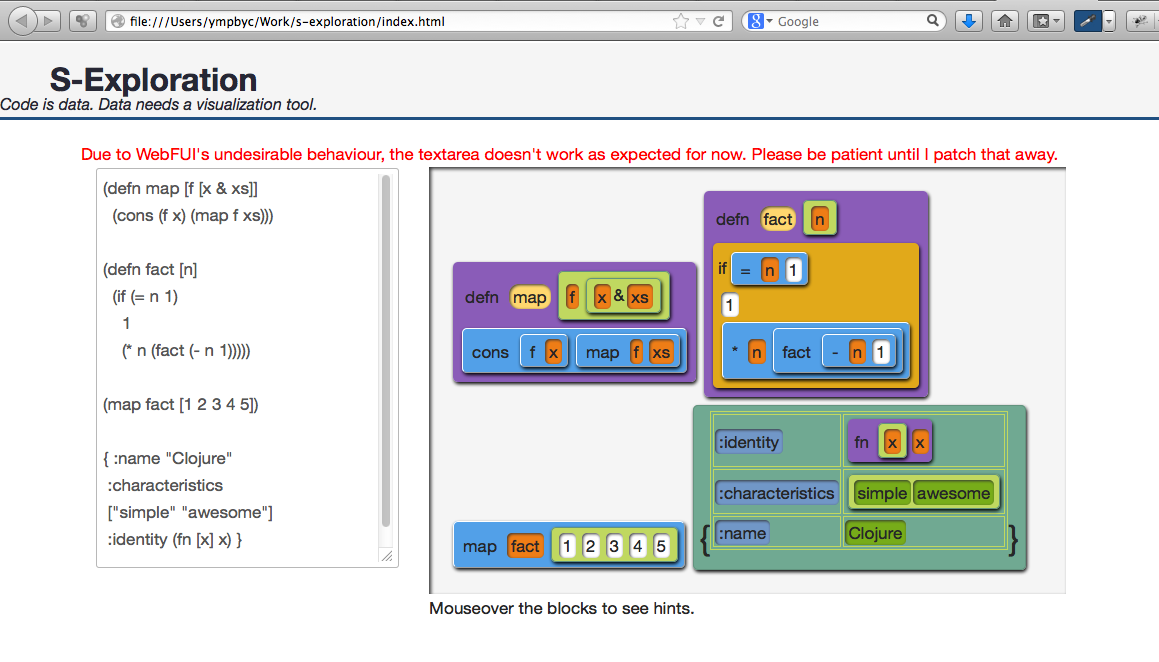 file:///Users/ympbyc/Work/s-exploration/index.html
Google
S-Exploration
Code is data. Data needs a visualization tool.
Due to WebFUI's undesirable behaviour, the textarea doesn't work as expected for now. Please be patient until I patch that away.
(defn map [f [x & xs]]
(cons (f x) (map f xs)))
(defn fact [n]
(if (= n 1)
1
(* n (fact (- n 1)))))
(map fact [1 2 3 4 5])
{ :name "Clojure"
:characteristics
["simple" "awesome"]
:identity (fn [x] x) }
defn map f x & xs
cons f x map f xs
defn fact n
if = n 1
1
* n fact - n 1
map fact 1 2 3 4 5
{
:identity fn x x
:characteristics simple awesome
:name Clojure
}
Mouseover the blocks to see hints.